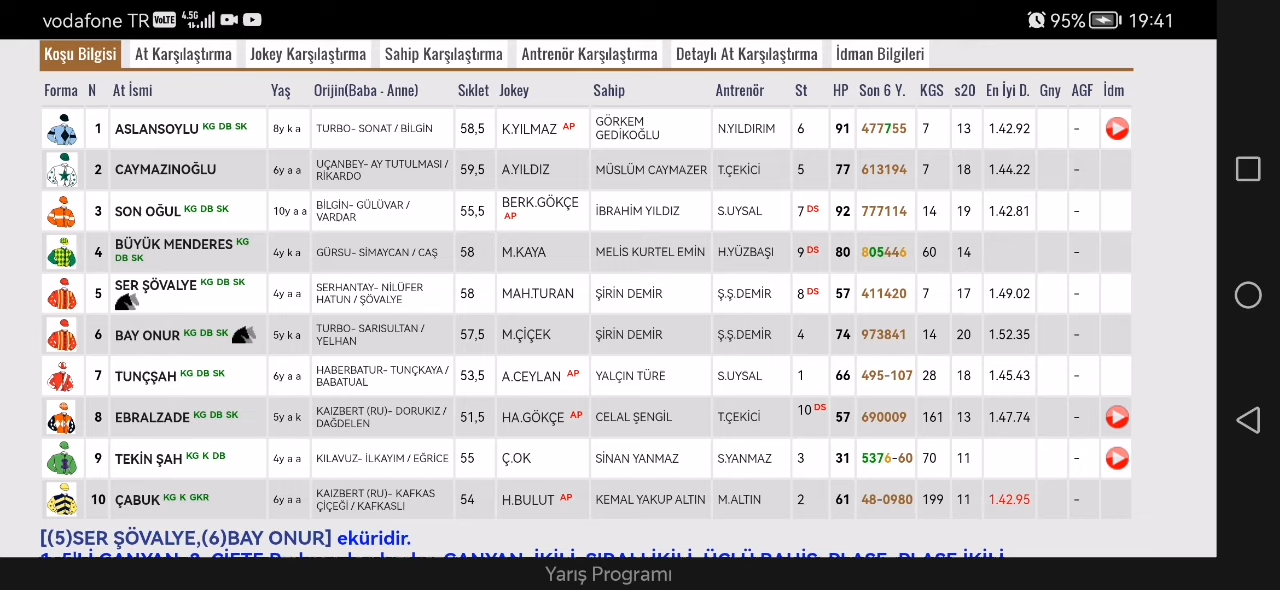 vodafone TR VoLTE 4.5G 95% 19:41
Koşu Bilgisi At Karşılaştırma Jokey Karşılaştırma Sahip Karşılaştırma Antrenör Karşılaştırma Detaylı At Karşılaştırma İdman Bilgileri
Forma N At İsmi Yaş Orijin(Baba - Anne) Sıklet Jokey Sahip Antrenör St HP Son 6 Y. KGS s20 En İyi D. Gny AGF İdm
1 ASLANSOYLU KG DB SK 8y k a TURBO- SONAT / BİLGİN 58,5 K.YILMAZ AP GÖRKEM GEDİKOĞLU N.YILDIRIM 6 91 477755 7 13 1.42.92 -
2 CAYMAZINOĞLU 6y a a UÇANBEY- AY TUTULMASI / RİKARDO 59,5 A.YILDIZ MÜSLÜM CAYMAZER T.ÇEKİCİ 5 77 613194 7 18 1.44.22 -
3 SON OĞUL KG DB SK 10y a a BİLGİN- GÜLÜVAR / VARDAR 55,5 BERK.GÖKÇE AP İBRAHİM YILDIZ S.UYSAL 7 DS 92 777114 14 19 1.42.81 -
4 BÜYÜK MENDERES KG DB SK 4y k a GÜRSU- SİMAYCAN / CAŞ 58 M.KAYA MELİS KURTEL EMİN H.YÜZBAŞI 9 DS 80 805446 60 14 -
5 SER ŞÖVALYE KG DB SK 4y a a SERHANTAY- NİLÜFER HATUN / ŞÖVALYE 58 MAH.TURAN ŞİRİN DEMİR Ş.Ş.DEMİR 8 DS 57 411420 7 17 1.49.02 -
6 BAY ONUR KG DB SK 5y k a TURBO- SARISULTAN / YELHAN 57,5 M.ÇİÇEK ŞİRİN DEMİR Ş.Ş.DEMİR 4 74 973841 14 20 1.52.35 -
7 TUNÇŞAH KG DB SK 6y a a HABERBATUR- TUNÇKAYA / BABATUAL 53,5 A.CEYLAN AP YALÇIN TÜRE S.UYSAL 1 66 495-107 28 18 1.45.43 -
8 EBRALZADE KG DB SK 5y a k KAIZBERT (RU)- DORUKIZ / DAĞDELEN 51,5 HA.GÖKÇE AP CELAL ŞENGİL T.ÇEKİCİ 10 DS 57 690009 161 13 1.47.74 -
9 TEKİN ŞAH KG K DB 4y a a KILAVUZ- İLKAYIM / EĞRİCE 55 Ç.OK SİNAN YANMAZ S.YANMAZ 3 31 5376-60 70 11 -
10 ÇABUK KG K GKR 6y a a KAIZBERT (RU)- KAFKAS ÇİÇEĞİ / KAFKASLI 54 H.BULUT AP KEMAL YAKUP ALTIN M.ALTIN 2 61 48-0980 199 11 1.42.95 -
[(5)SER ŞÖVALYE,(6)BAY ONUR] eküridir.
Yarış Programı